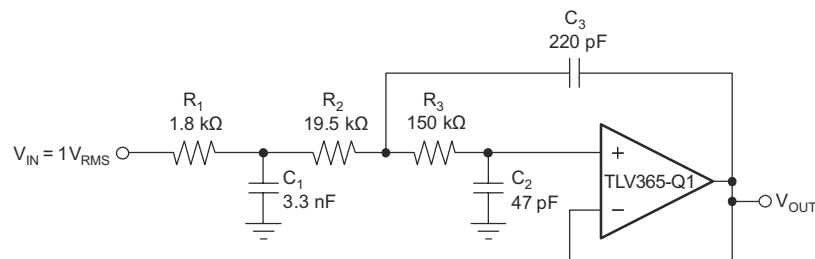 C3
220 pF
R1
1.8 kΩ
R2
19.5 kΩ
R3
150 kΩ
VIN = 1VRMS
C1
3.3 nF
C2
47 pF
+
TLV365-Q1
−
VOUT